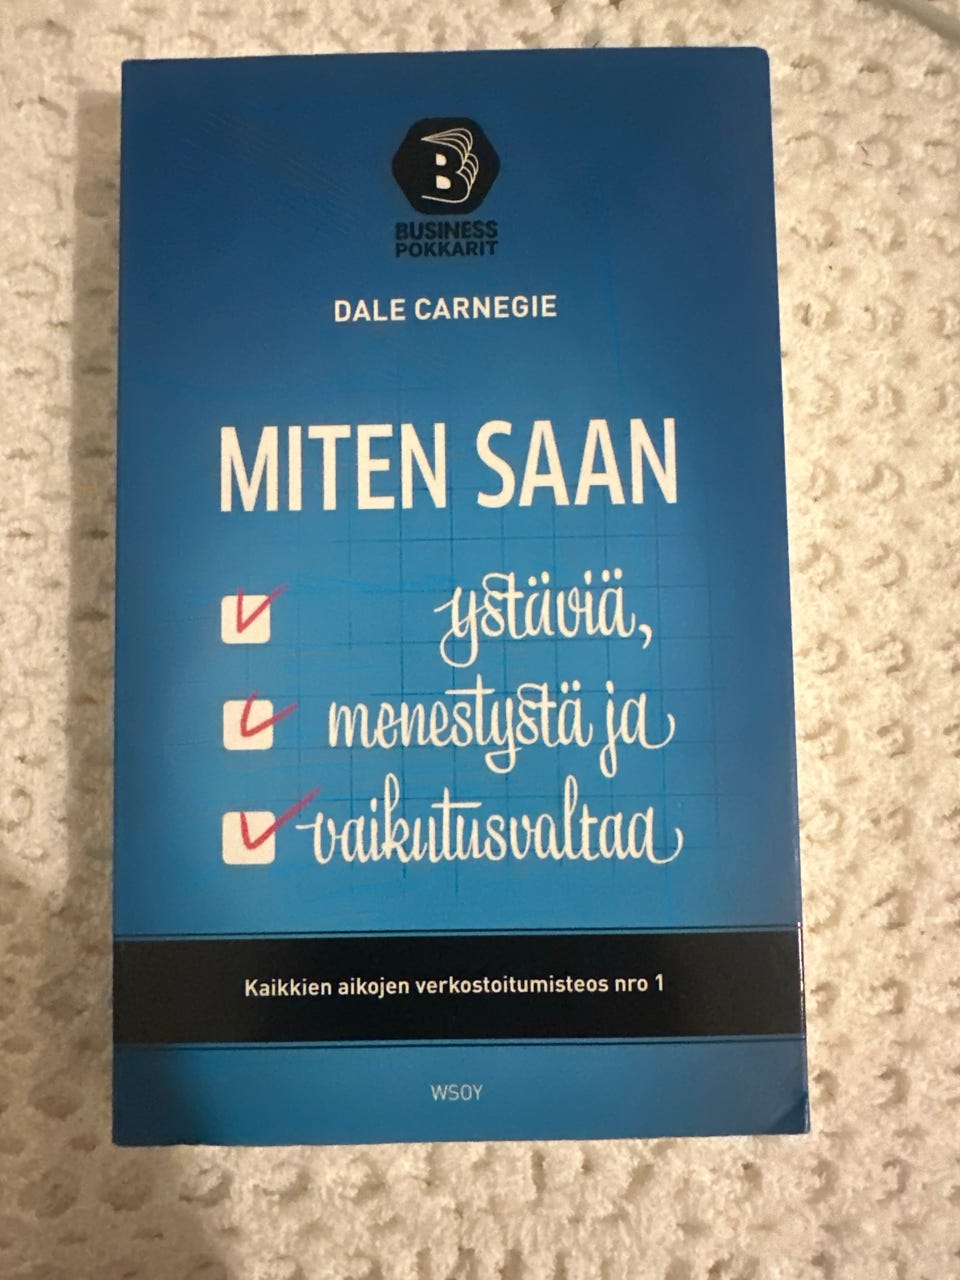 B
BUSINESS
POKKARIT
DALE CARNEGIE
MITEN SAAN
ystäviä,
menestystä ja
vaikutusvaltaa
Kaikkien aikojen verkostoitumisteos nro 1
WSOY